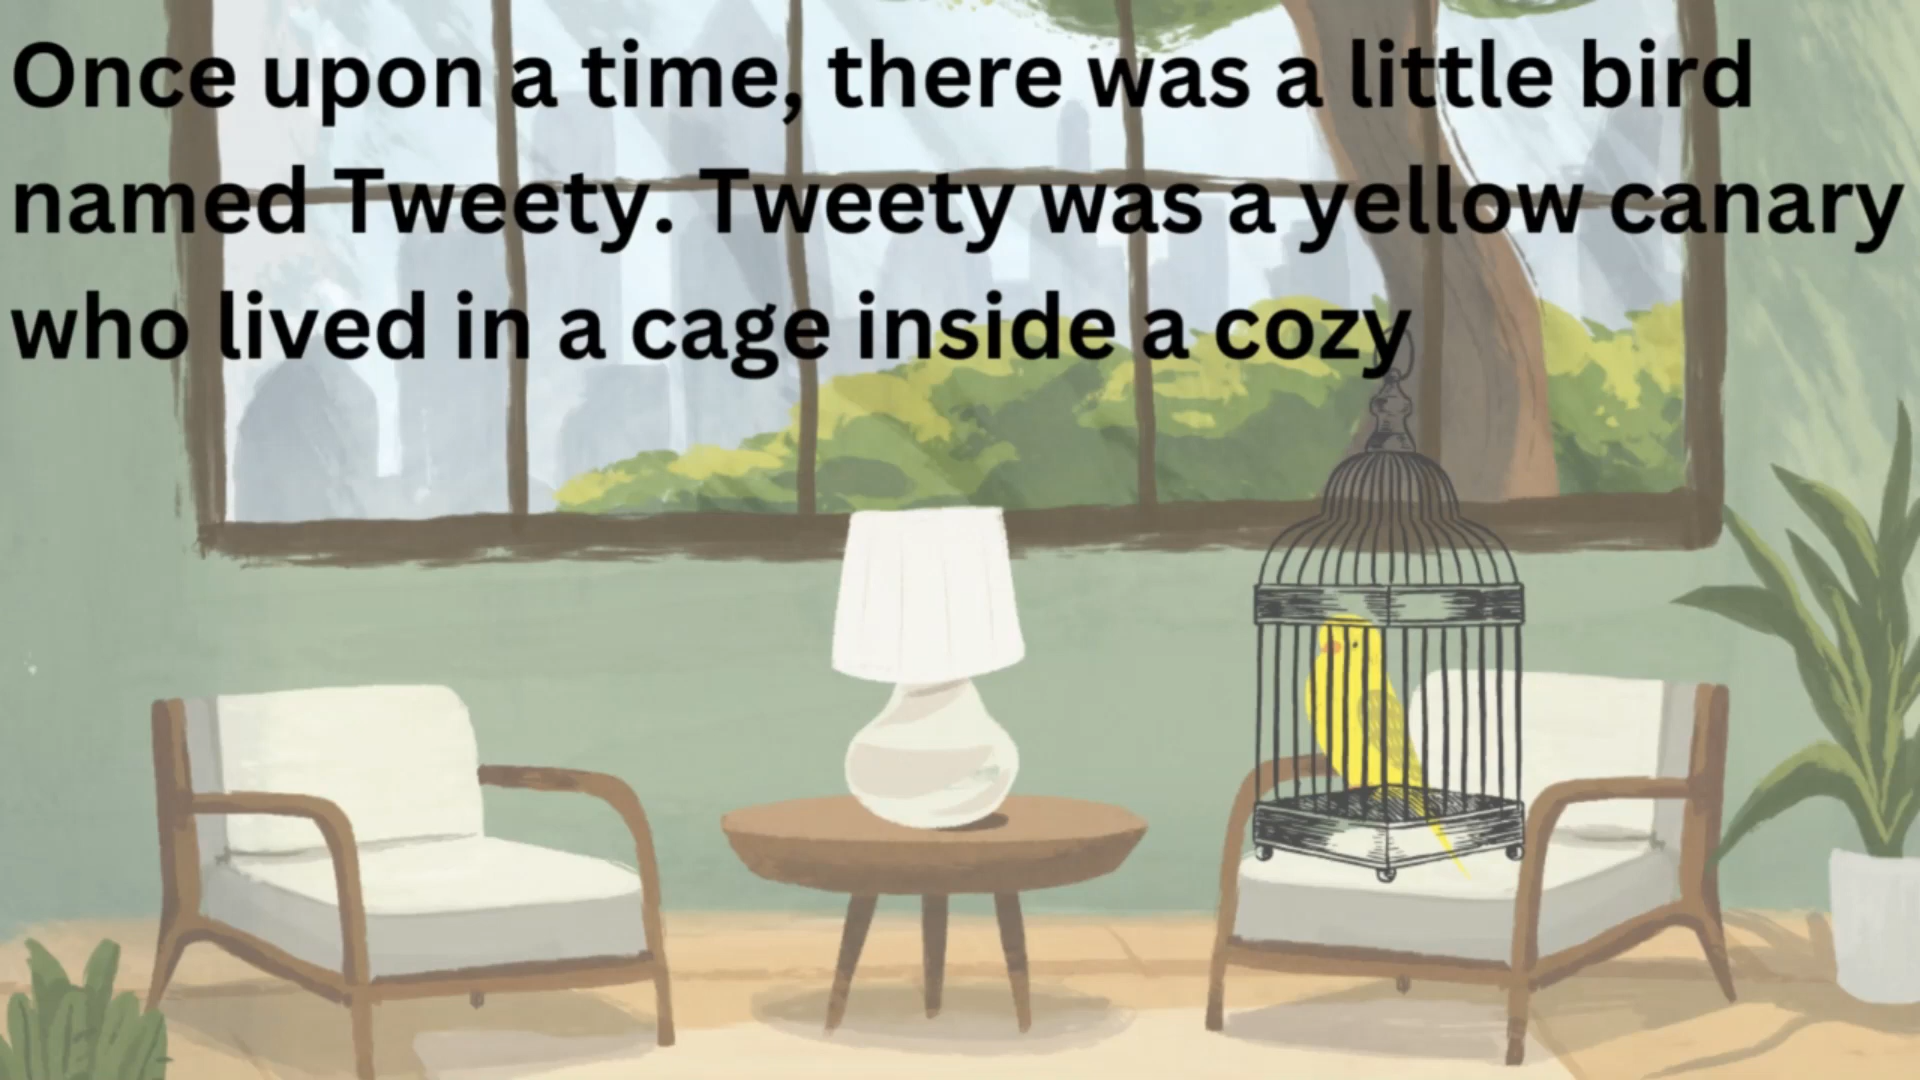 Once upon a time, there was a little bird
named Tweety. Tweety was a yellow canary
who lived in a cage inside a cozy